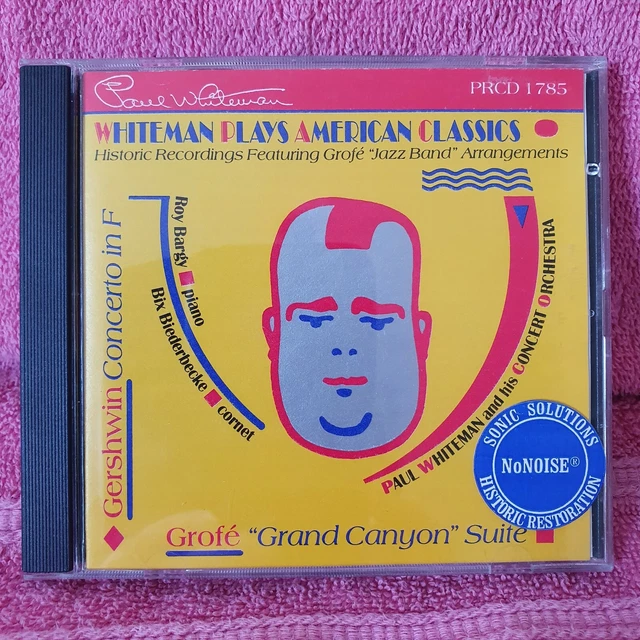 Paul Whiteman
PRCD 1785
WHITEMAN PLAYS AMERICAN CLASSICS
Historic Recordings Featuring Grofé "Jazz Band" Arrangements
Gershwin Concerto in F
Roy Bargy piano
Bix Biederbecke cornet
PAUL WHITEMAN and his CONCERT ORCHESTRA
SONIC SOLUTIONS
NoNOISE®
HISTORIC RESTORATION
Grofé "Grand Canyon" Suite